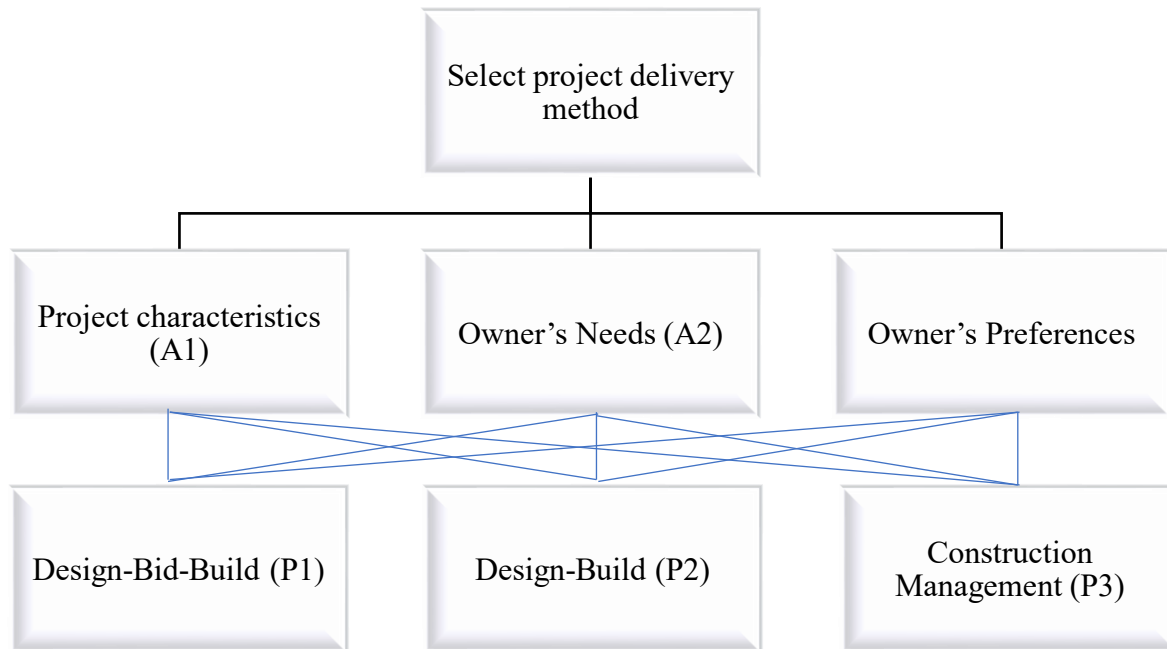 Select project delivery
method
Project characteristics
(A1)
Owner’s Needs (A2)
Owner’s Preferences
Design-Bid-Build (P1)
Design-Build (P2)
Construction
Management (P3)